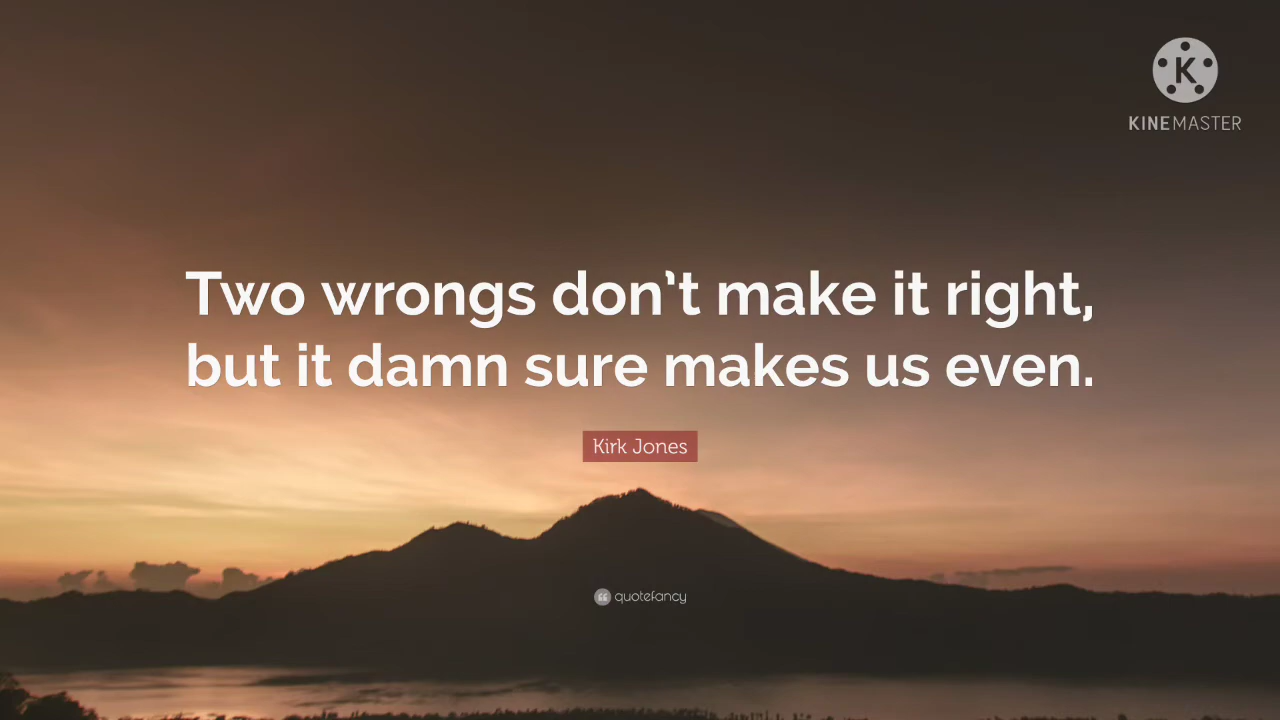 K
KINEMASTER
Two wrongs don’t make it right,
but it damn sure makes us even.
Kirk Jones
quotefancy